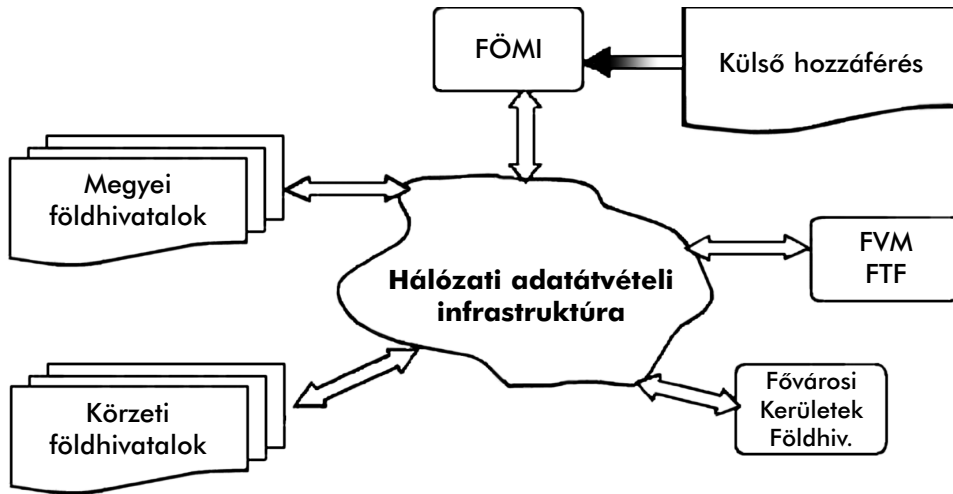 FÖMI
Külső hozzáférés
Megyei
földhivatalok
FVM
FTF
Hálózati adatátvételi
infrastruktúra
Körzeti
földhivatalok
Fővárosi
Kerületek
Földhiv.